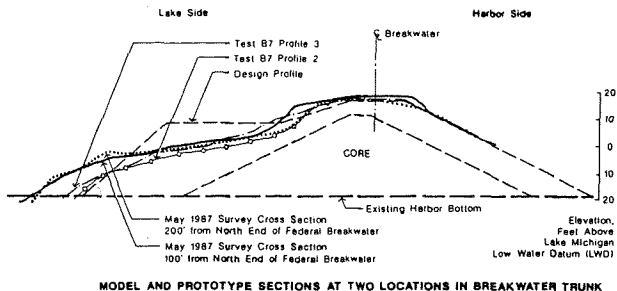 Lake Side
Harbor Side
℄ Breakwater
Test B7 Profile 3
Test B7 Profile 2
Design Profile
20
10
0
10
20
CORE
Existing Harbor Bottom
May 1987 Survey Cross Section
200' from North End of Federal Breakwater
May 1987 Survey Cross Section
100' from North End of Federal Breakwater
Elevation,
Feet Above
Lake Michigan
Low Water Datum (LWD)
MODEL AND PROTOTYPE SECTIONS AT TWO LOCATIONS IN BREAKWATER TRUNK